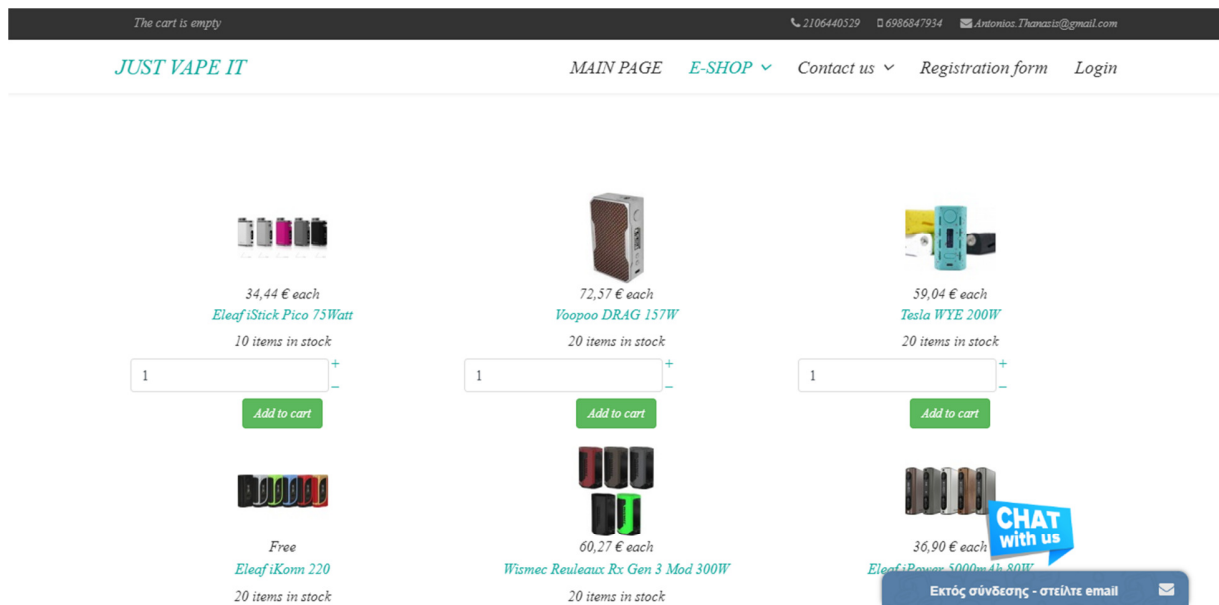 The cart is empty
2106440529 6986847934 Antonios.Thanasis@gmail.com
JUST VAPE IT
MAIN PAGE E-SHOP Contact us Registration form Login
34,44 € each 72,57 € each 59,04 € each
Eleaf iStick Pico 75Watt Voopoo DRAG 157W Tesla WYE 200W
10 items in stock 20 items in stock 20 items in stock
1 + 1 + 1 +
– – –
Add to cart Add to cart Add to cart
Free 60,27 € each 36,90 € each
Eleaf iKonn 220 Wismec Reuleaux Rx Gen 3 Mod 300W Eleaf iPower 5000mAh 80W
20 items in stock 20 items in stock
CHAT
with us
Εκτός σύνδεσης - στείλτε email